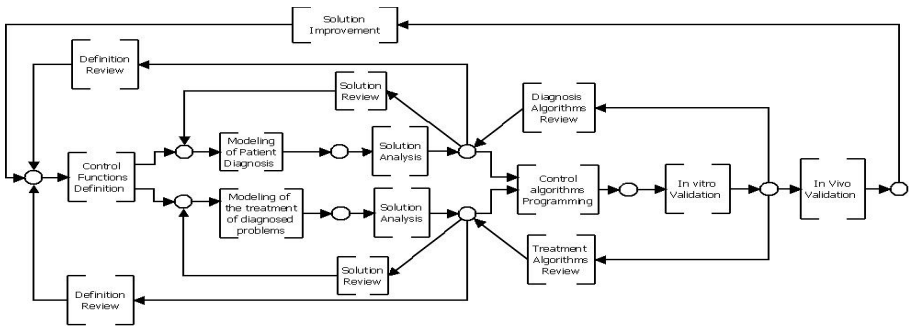 Solution
Improvement
Definition
Review
Solution
Review
Diagnosis
Algorithms
Review
Control
Functions
Definition
Modeling
of Patient
Diagnosis
Solution
Analysis
Modeling of
the treatment
of diagnosed
problems
Solution
Analysis
Control
algorithms
Programming
In vitro
Validation
In Vivo
Validation
Solution
Review
Treatment
Algorithms
Review
Definition
Review